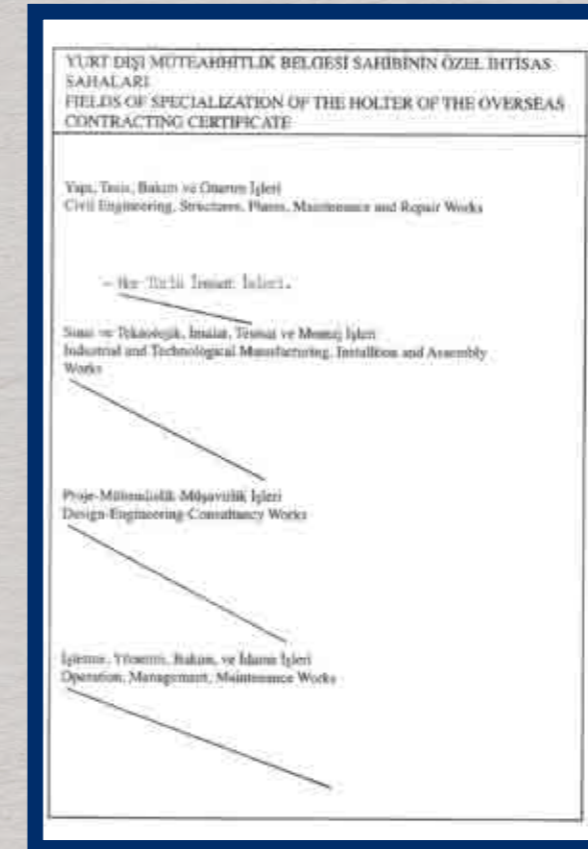 YURT DIŞI MÜTEAHHİTLİK BELGESİ SAHİBİNİN ÖZEL İHTİSAS
SAHALARI
FIELDS OF SPECIALIZATION OF THE HOLTER OF THE OVERSEAS
CONTRACTING CERTIFICATE
Yapı, Tesis, Bakım ve Onarım İşleri
Civil Engineering, Structures, Plants, Maintenance and Repair Works
- Her Türlü İnşaat İşleri.
Sınai ve Teknolojik, İmalat, Tesisat ve Montaj İşleri
Industrial and Technological Manufacturing, Installtion and Assembly
Works
Proje-Mühendislik-Müşavirlik İşleri
Design-Engineering-Consultancy Works
İşletme, Yönetim, Bakım, ve İdame İşleri
Operation, Management, Maintenance Works